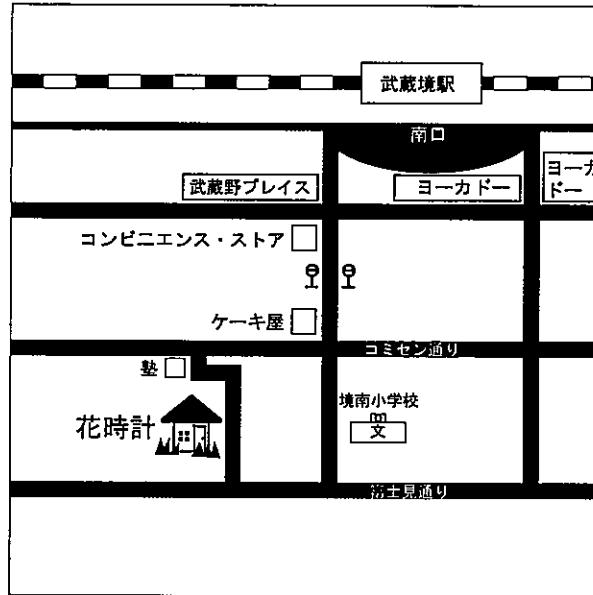 武蔵境駅
南口
武蔵野プレイス
ヨーカドー
ヨーカ
ドー
コンビニエンス・ストア
ケーキ屋
コミセン通り
塾
境南小学校
文
花時計
富士見通り